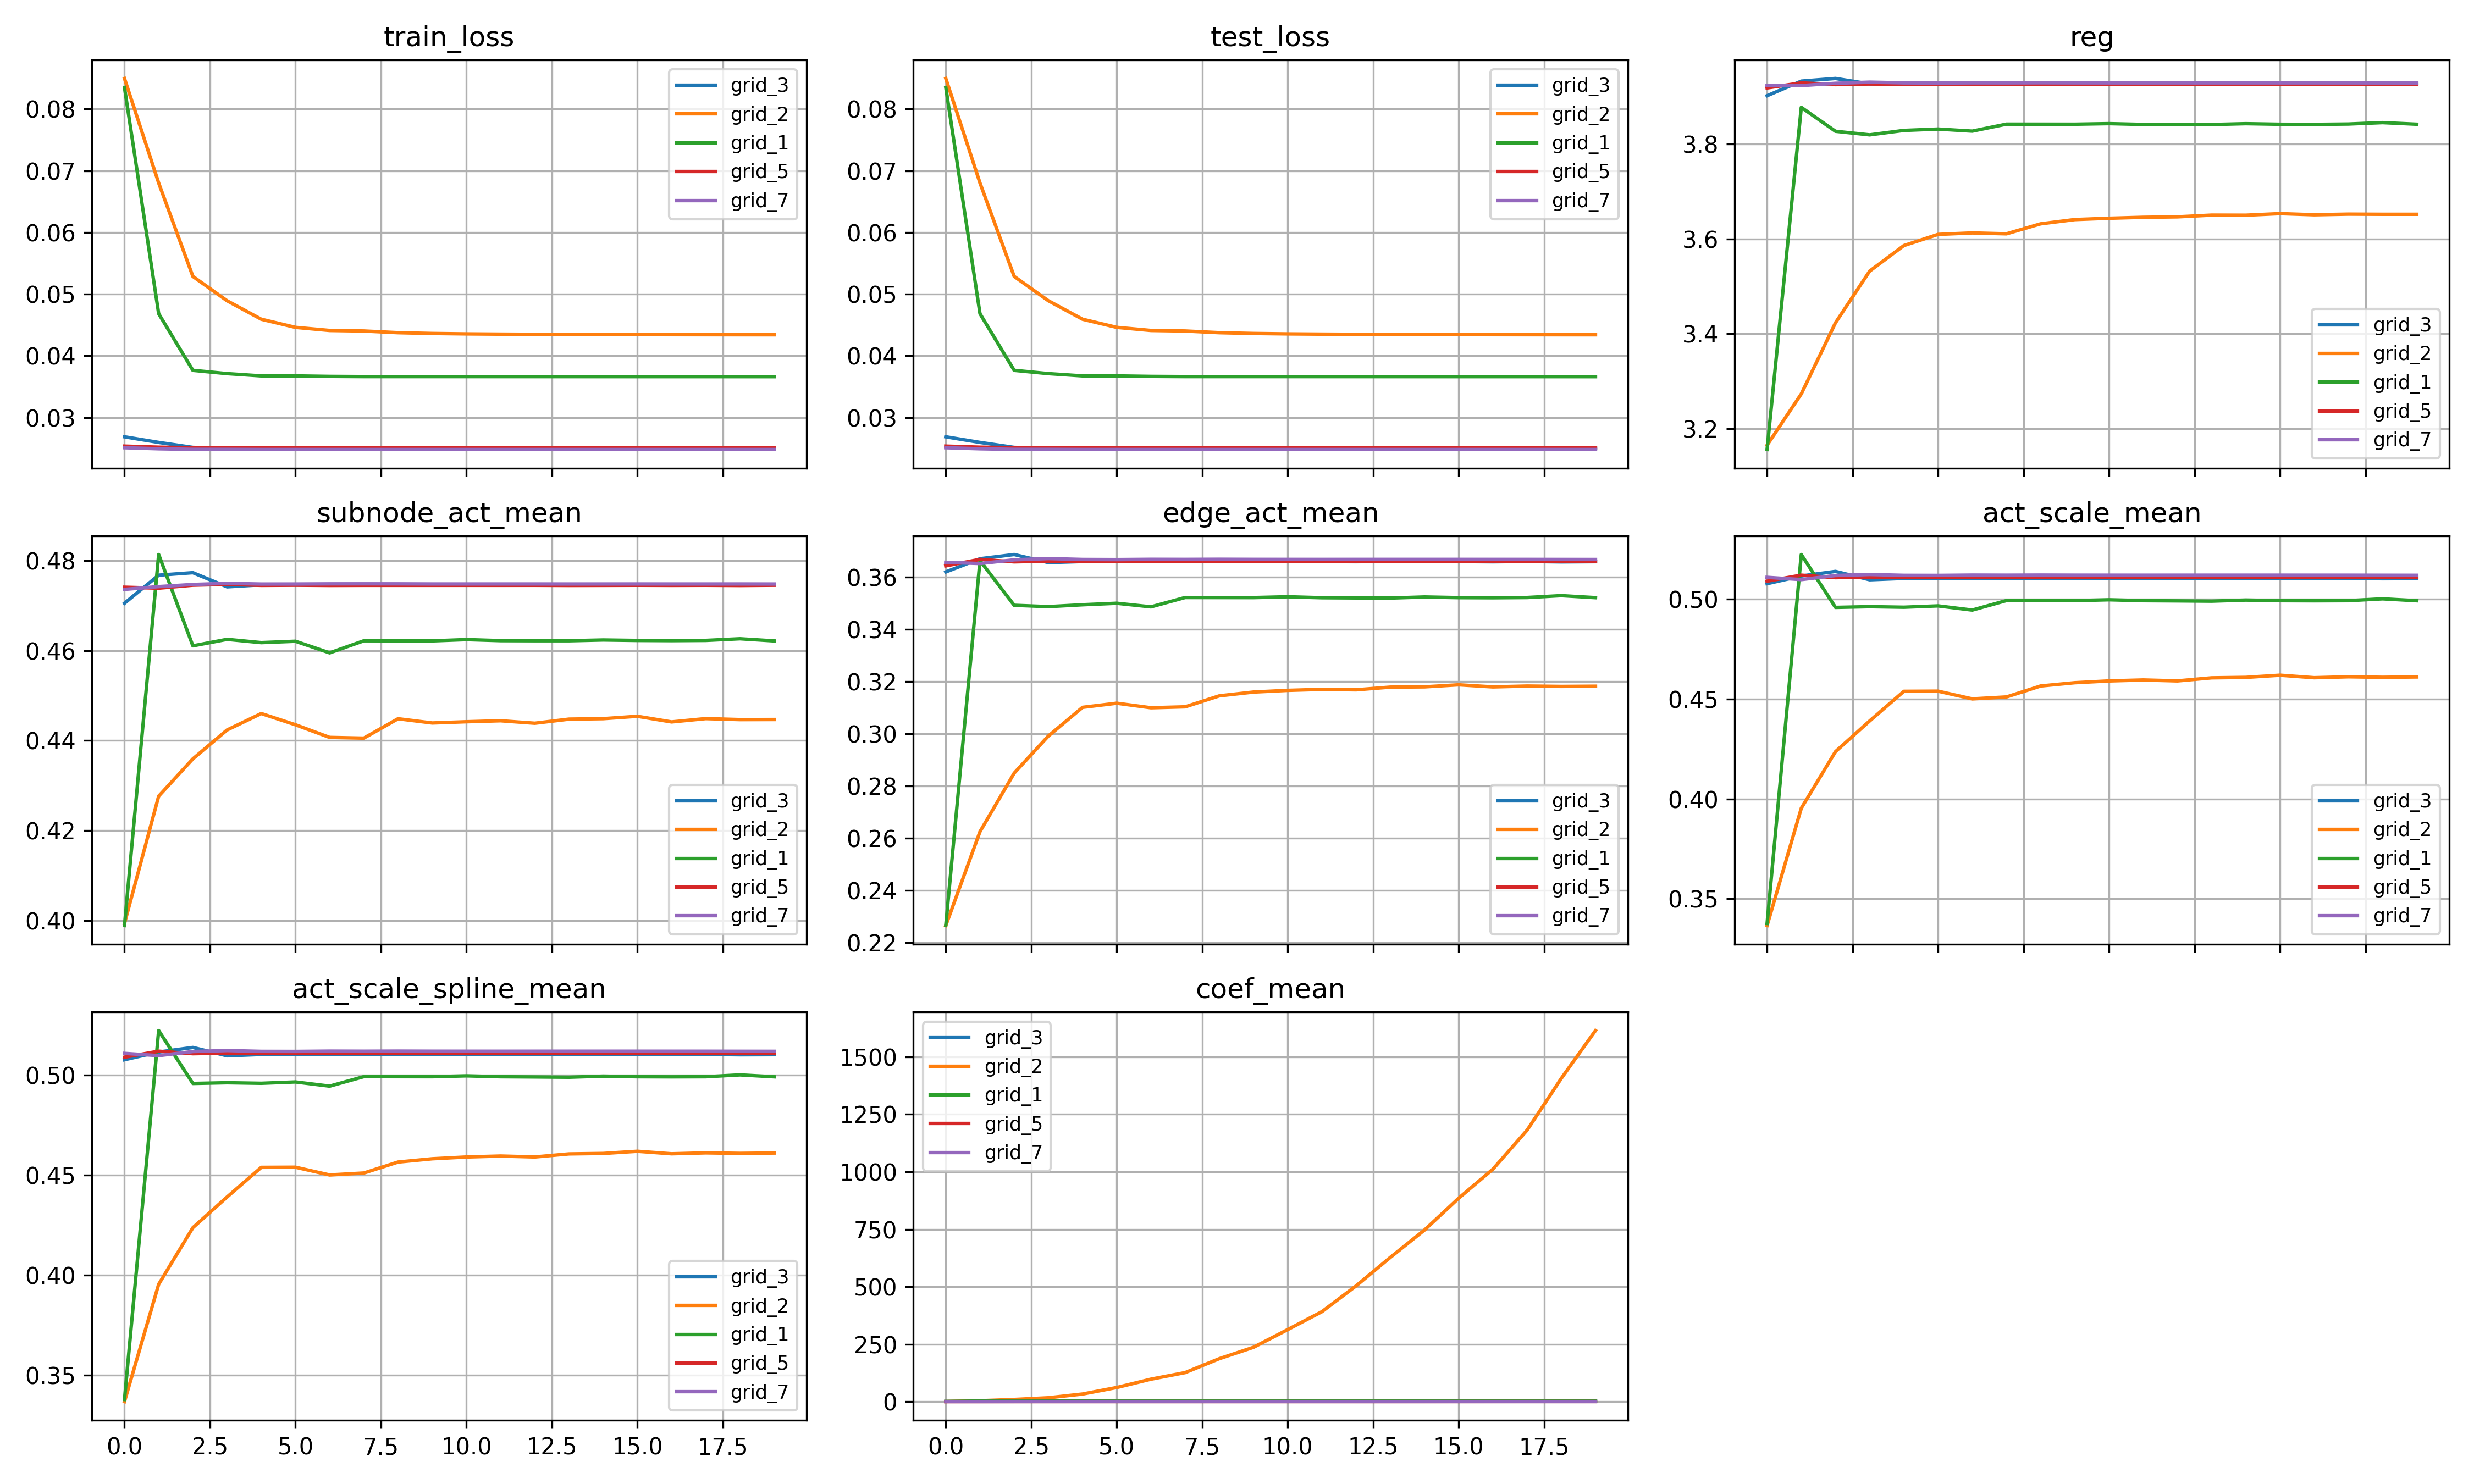 train_loss
0.08
0.07
0.06
0.05
0.04
0.03
grid_3
grid_2
grid_1
grid_5
grid_7
test_loss
0.08
0.07
0.06
0.05
0.04
0.03
grid_3
grid_2
grid_1
grid_5
grid_7
reg
3.8
3.6
3.4
3.2
grid_3
grid_2
grid_1
grid_5
grid_7
subnode_act_mean
0.48
0.46
0.44
0.42
0.40
grid_3
grid_2
grid_1
grid_5
grid_7
edge_act_mean
0.36
0.34
0.32
0.30
0.28
0.26
0.24
0.22
grid_3
grid_2
grid_1
grid_5
grid_7
act_scale_mean
0.50
0.45
0.40
0.35
grid_3
grid_2
grid_1
grid_5
grid_7
act_scale_spline_mean
0.50
0.45
0.40
0.35
grid_3
grid_2
grid_1
grid_5
grid_7
0.0 2.5 5.0 7.5 10.0 12.5 15.0 17.5
coef_mean
1500
1250
1000
750
500
250
0
grid_3
grid_2
grid_1
grid_5
grid_7
0.0 2.5 5.0 7.5 10.0 12.5 15.0 17.5